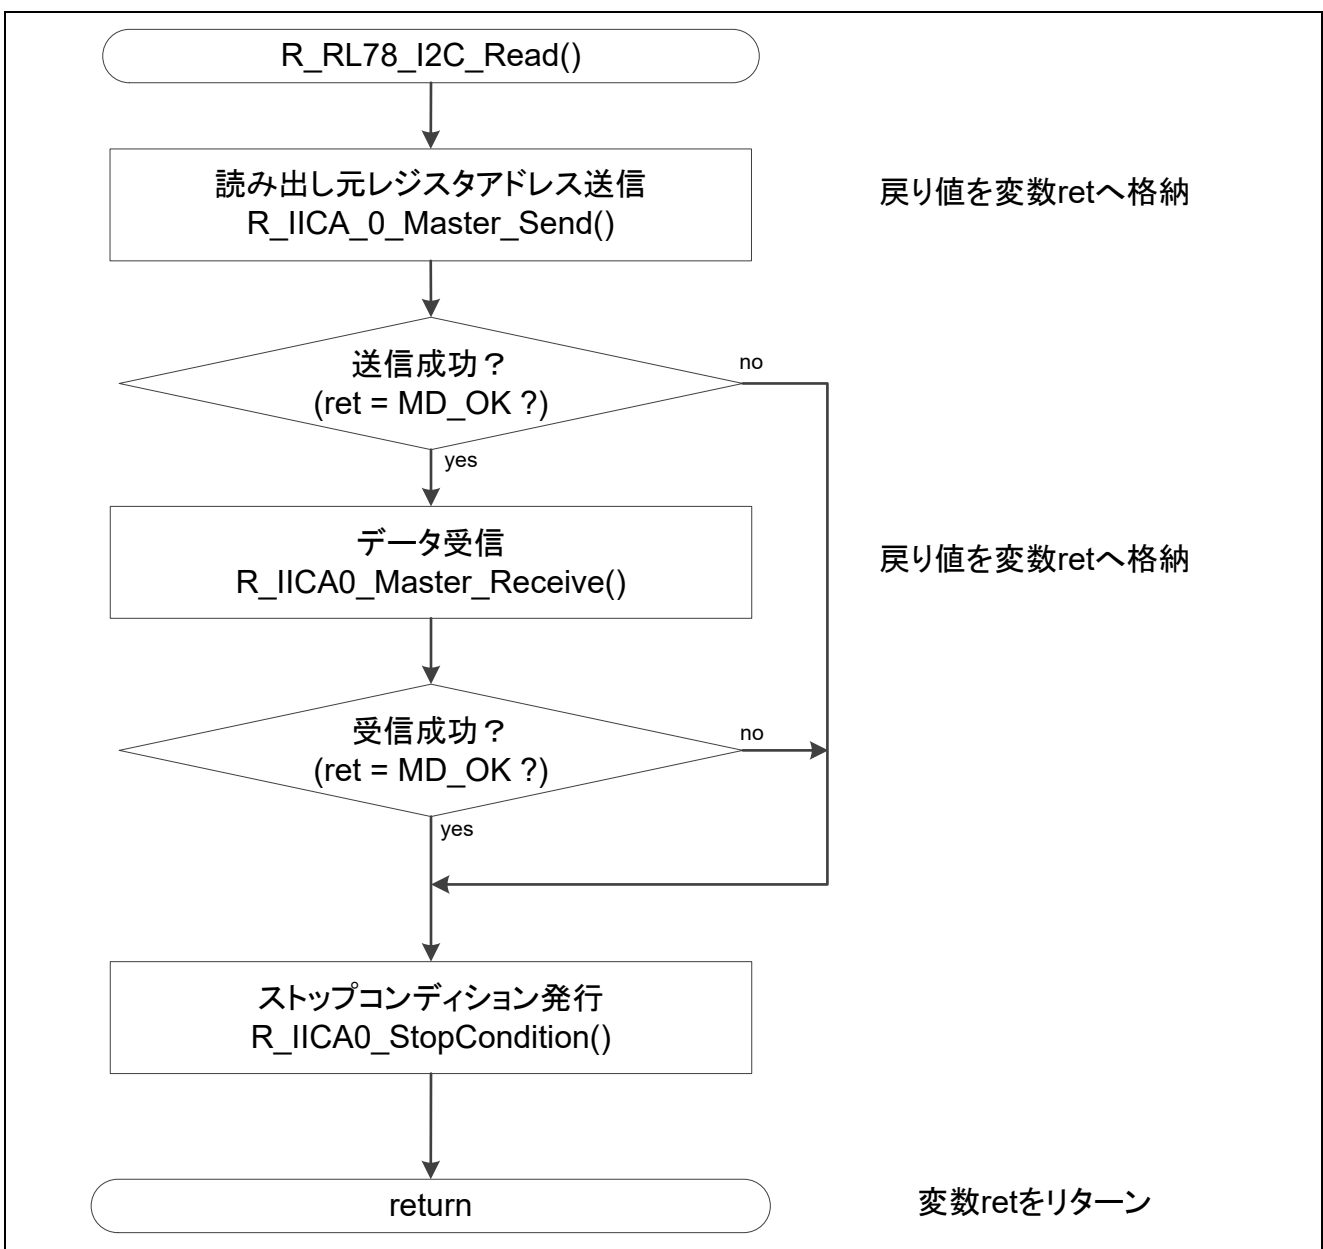 R_RL78_I2C_Read()
読み出し元レジスタアドレス送信
R_IICA_0_Master_Send()
戻り値を変数retへ格納
送信成功？
(ret = MD_OK ?)
no
yes
データ受信
R_IICA0_Master_Receive()
戻り値を変数retへ格納
受信成功？
(ret = MD_OK ?)
no
yes
ストップコンディション発行
R_IICA0_StopCondition()
return
変数retをリターン